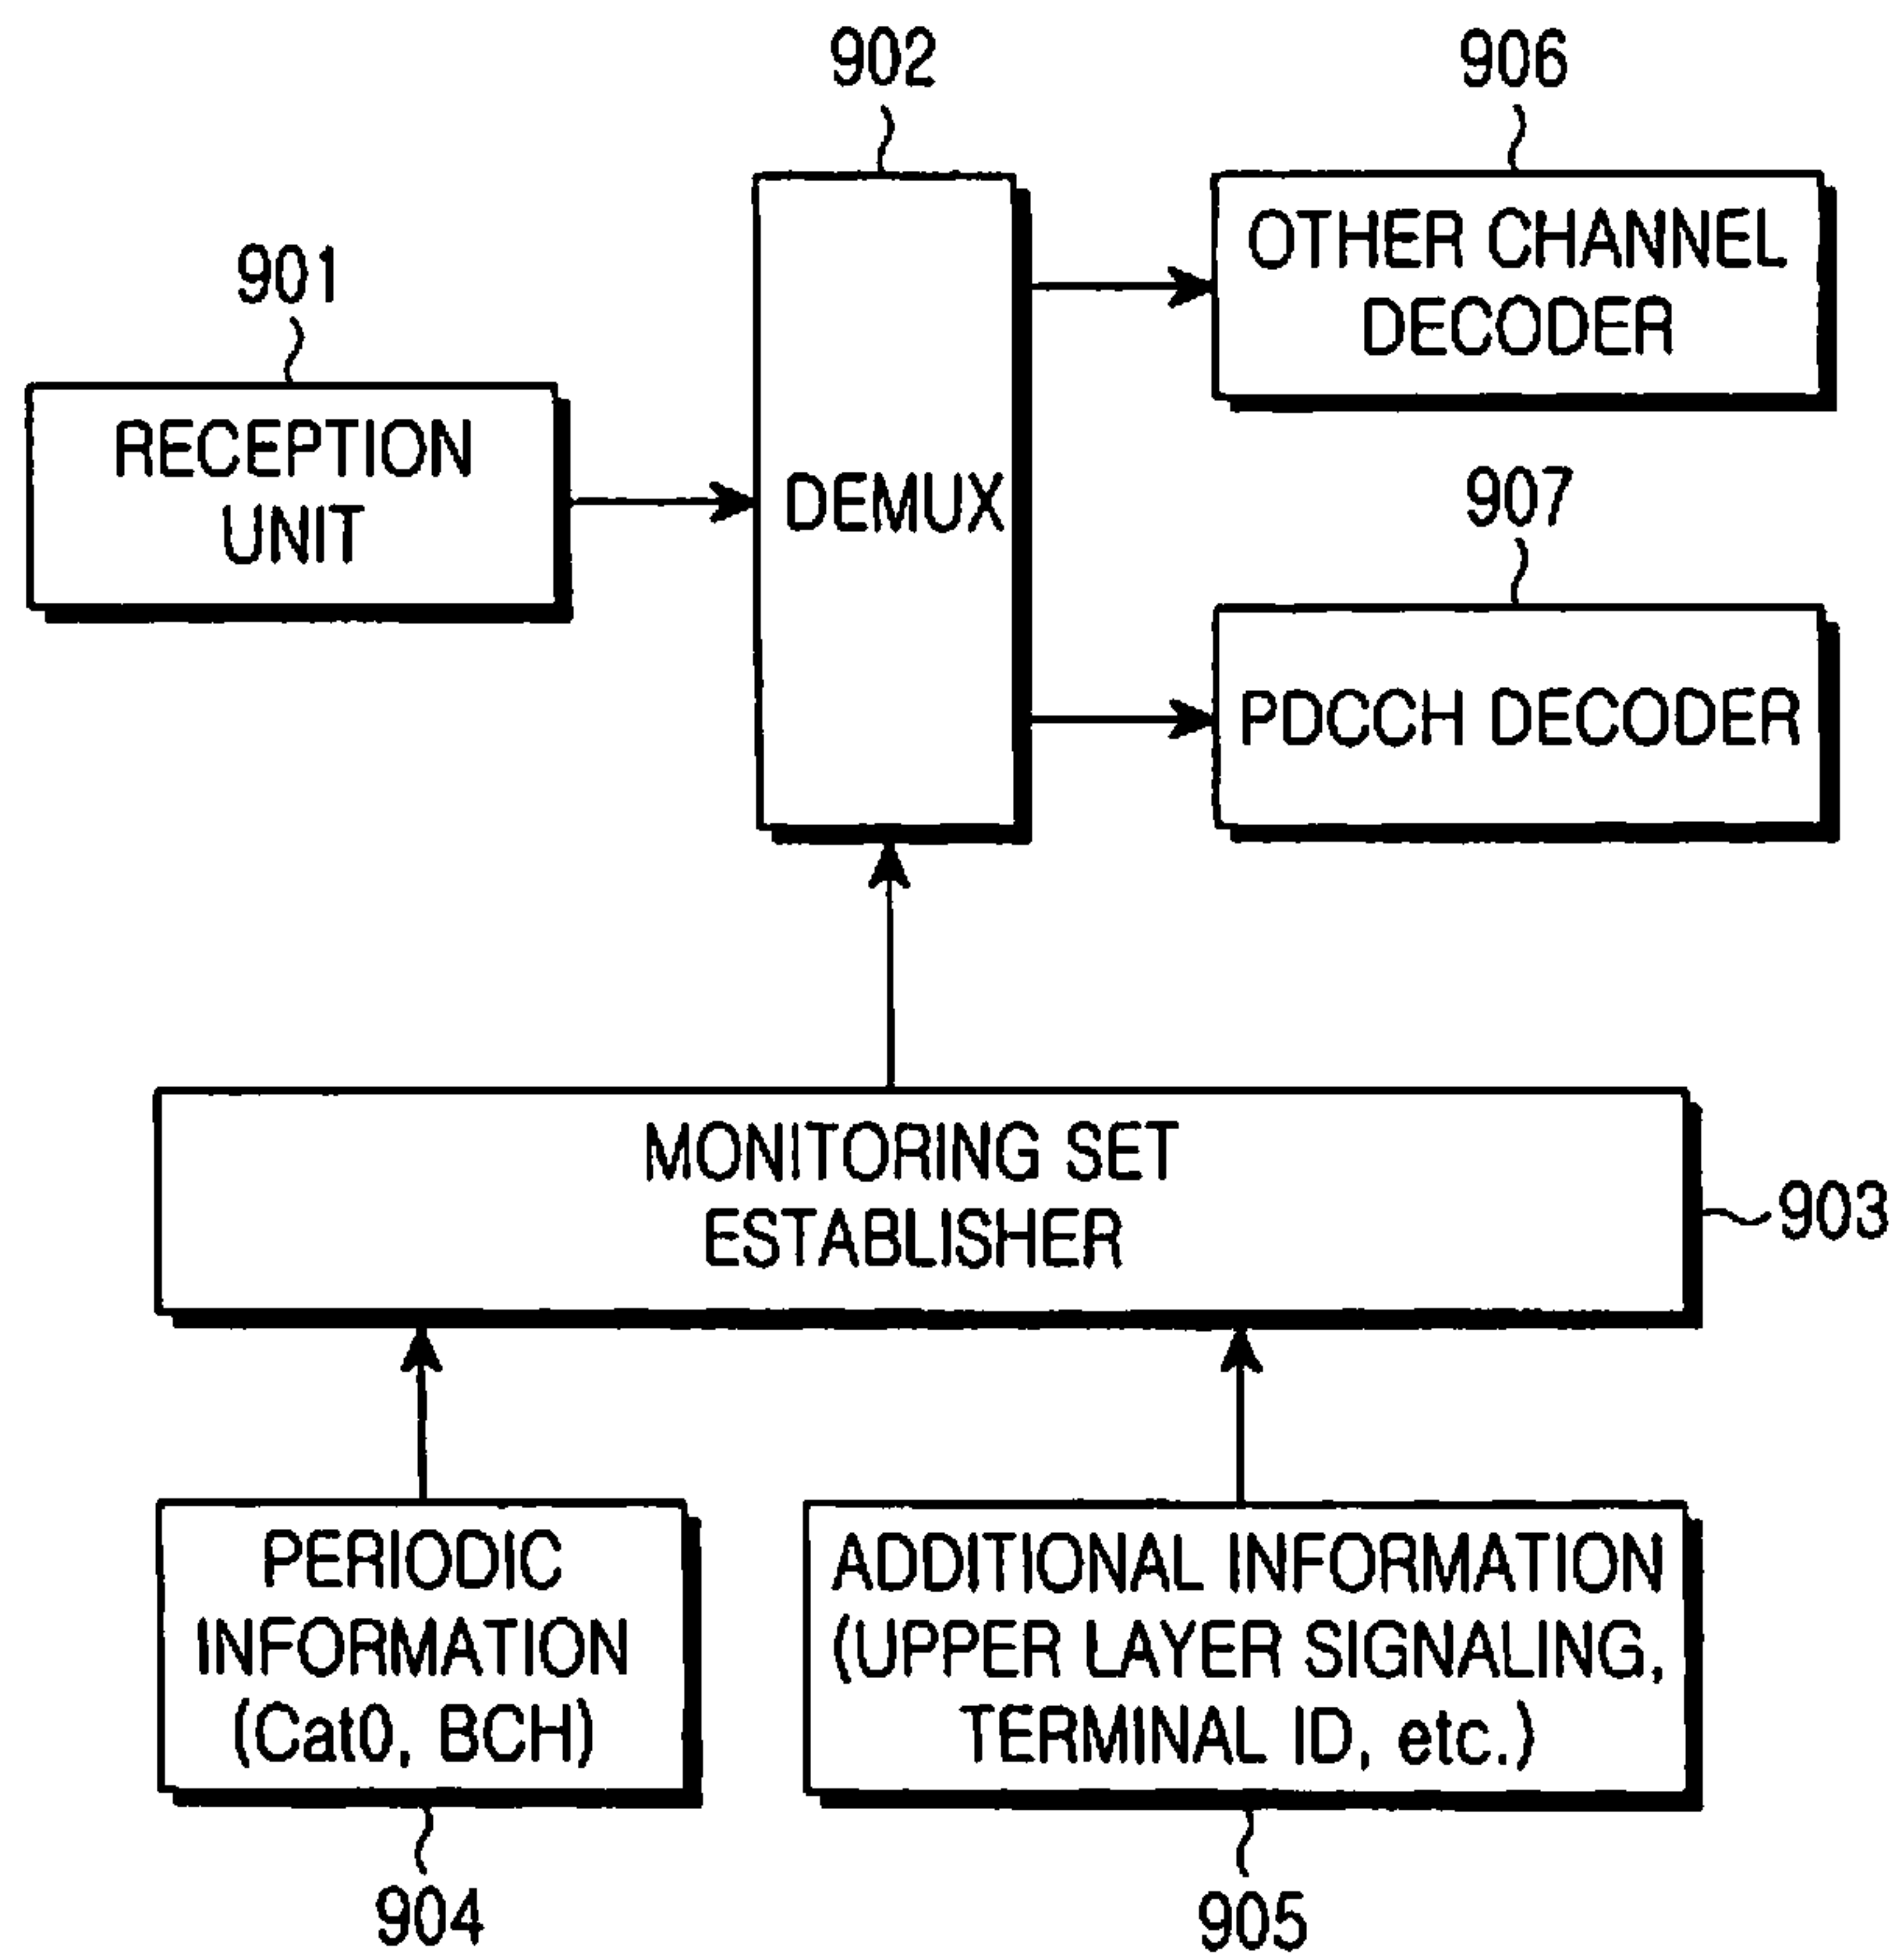 902
906
901
OTHER CHANNEL
DECODER
RECEPTION
UNIT
DEMUX
907
PDCCH DECODER
MONITORING SET
ESTABLISHER
903
PERIODIC
INFORMATION
(Cat0, BCH)
ADDITIONAL INFORMATION
(UPPER LAYER SIGNALING,
TERMINAL ID, etc.)
904
905